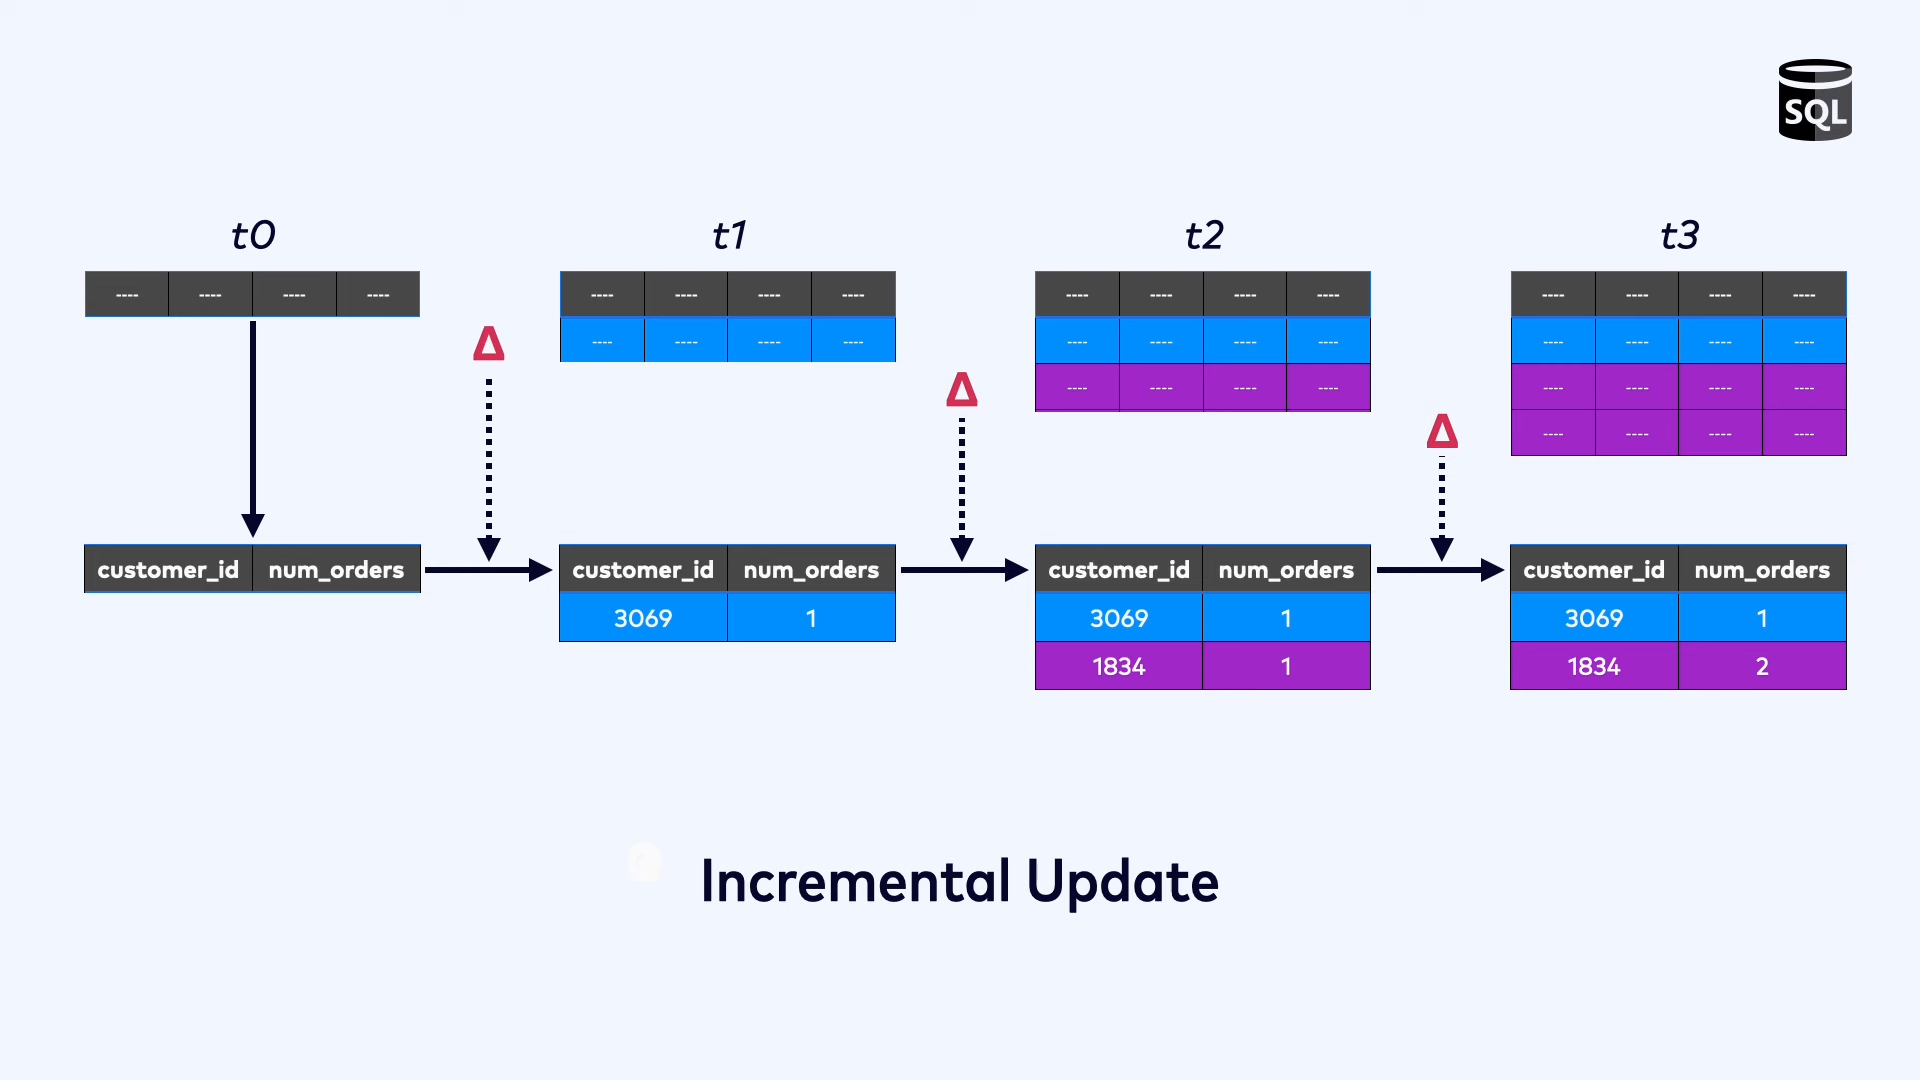 SQL
t0 t1 t2 t3
---- ---- ---- ---- ---- ---- ---- ---- ---- ---- ---- ---- ---- ---- ---- ----
Δ ---- ---- ---- ---- ---- ---- ---- ---- ---- ---- ---- ----
Δ ---- ---- ---- ---- ---- ---- ---- ----
Δ ---- ---- ---- ----
customer_id num_orders customer_id num_orders customer_id num_orders customer_id num_orders
3069 1 3069 1 3069 1
1834 1 1834 2
Incremental Update